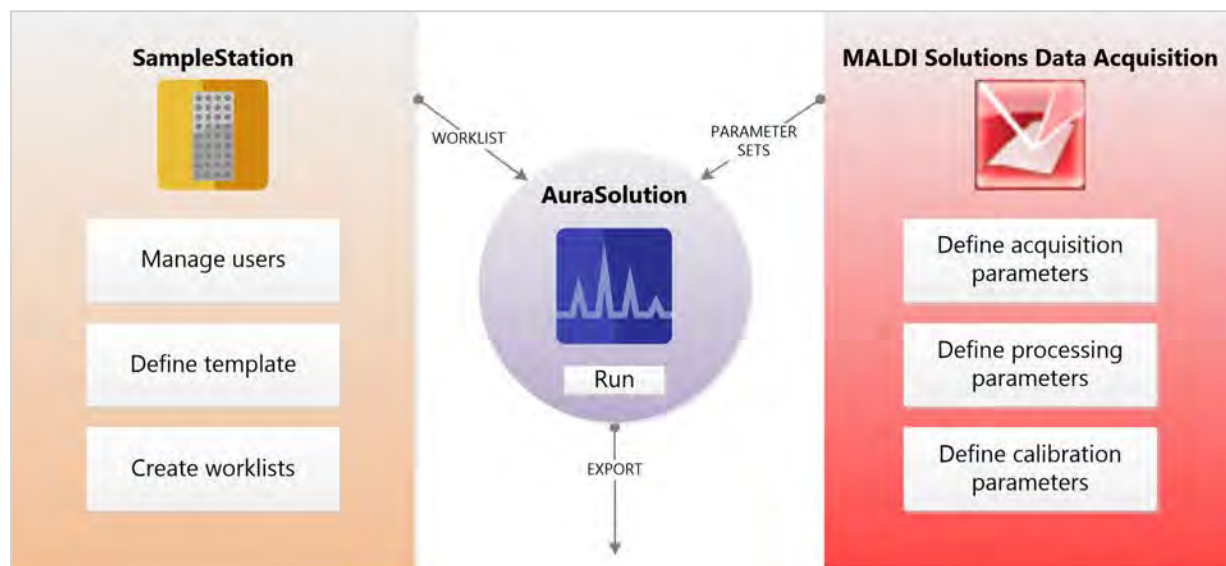 SampleStation
Manage users
Define template
Create worklists
WORKLIST
PARAMETER
SETS
AuraSolution
Run
EXPORT
MALDI Solutions Data Acquisition
Define acquisition
parameters
Define processing
parameters
Define calibration
parameters